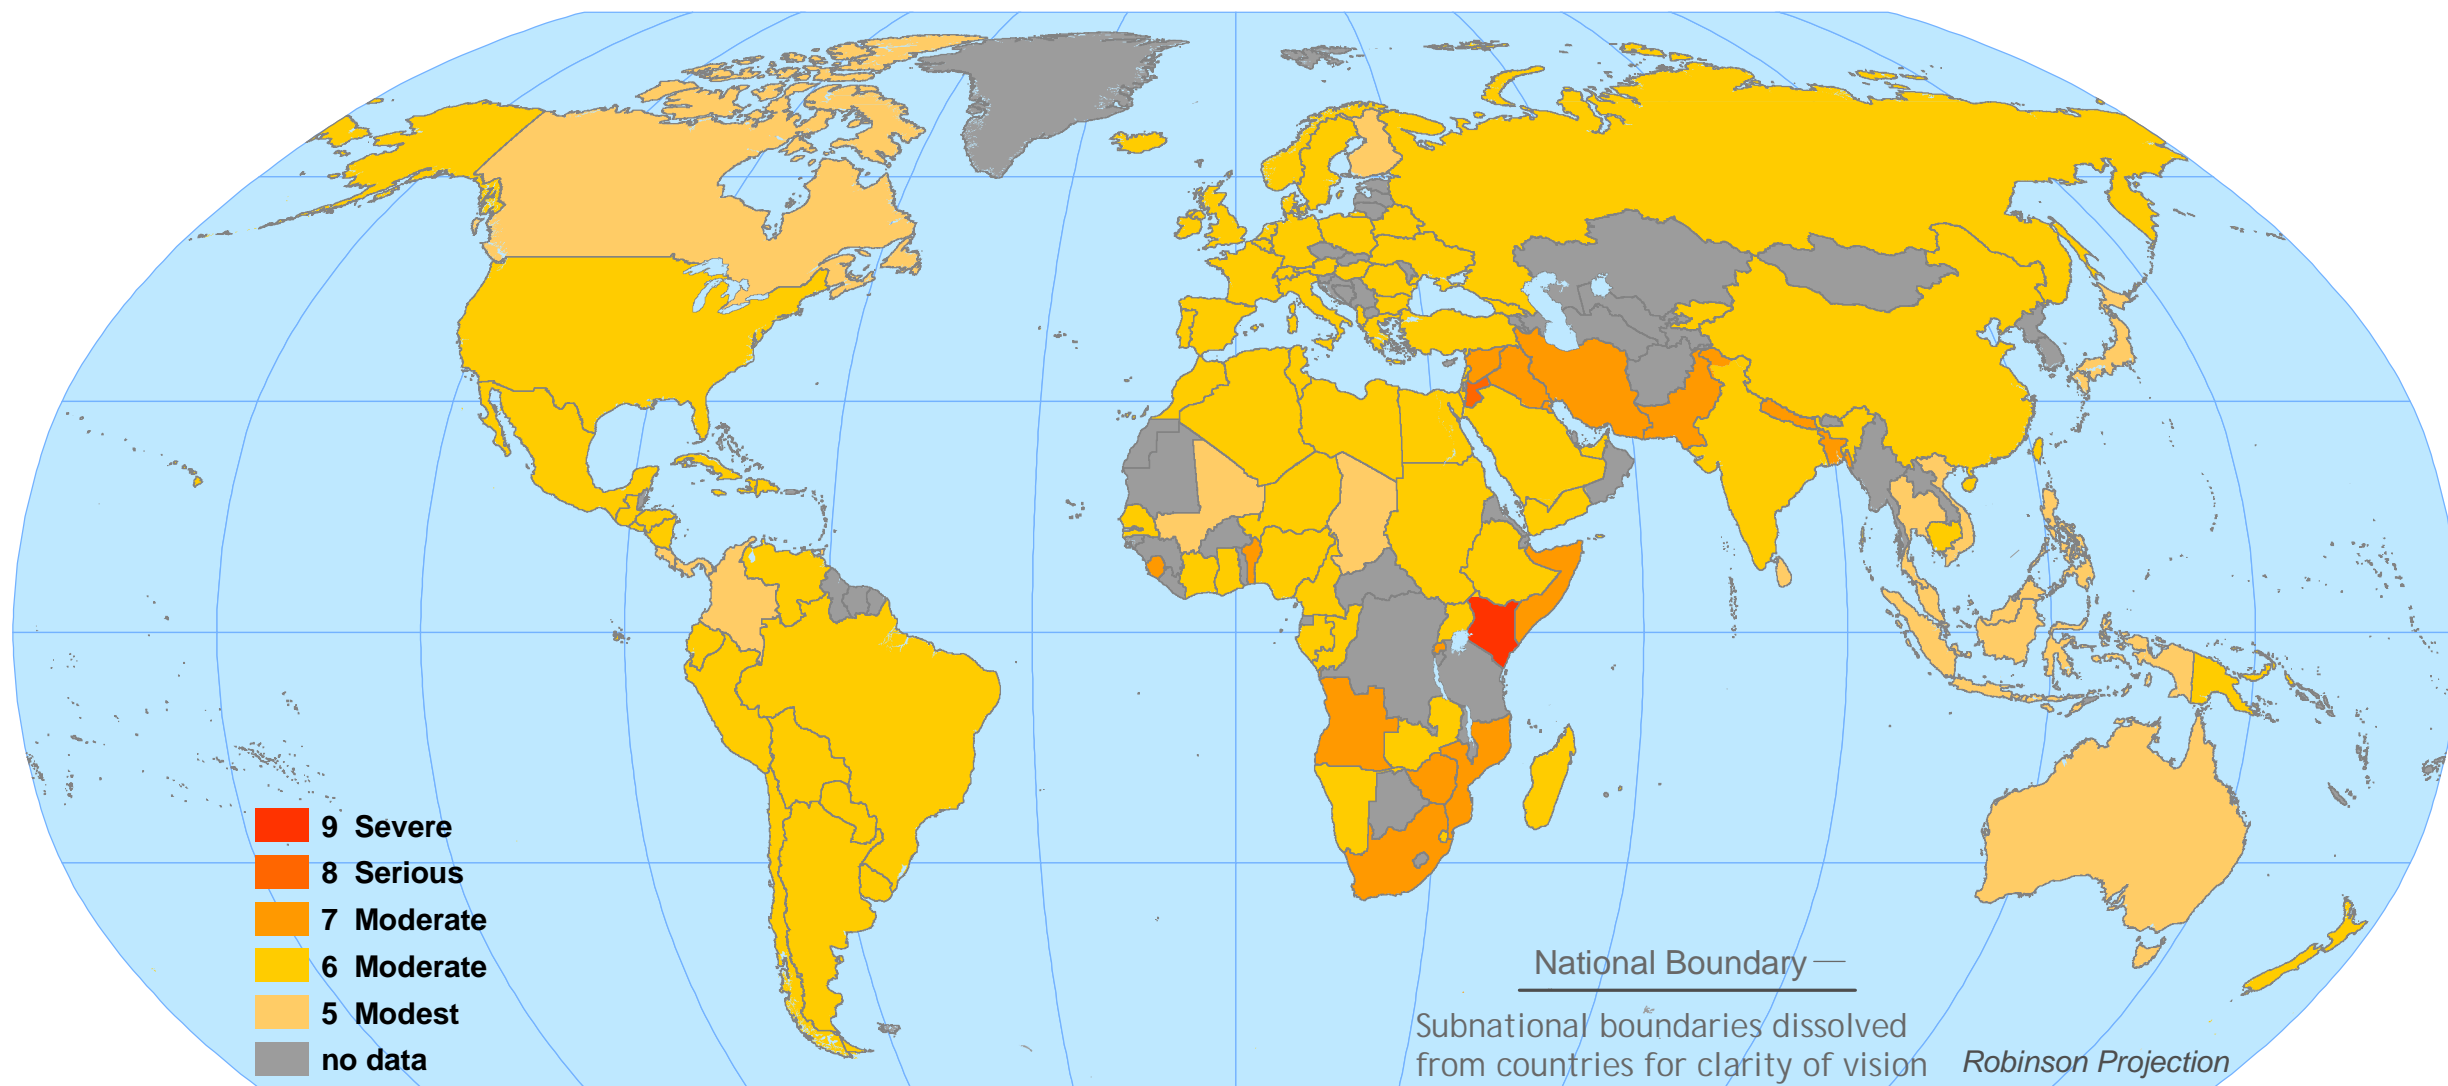 9 Severe
8 Serious
7 Moderate
6 Moderate
5 Modest
no data
National Boundary
Subnational boundaries dissolved
from countries for clarity of vision
Robinson Projection